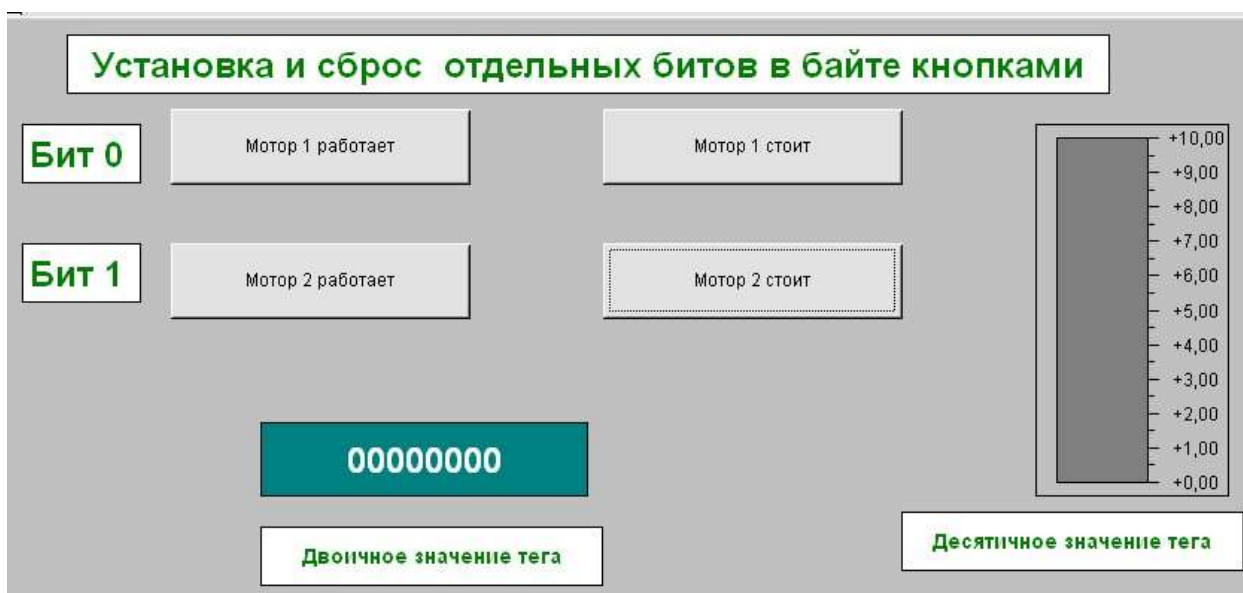 Установка и сброс отдельных битов в байте кнопками
Бит 0
Мотор 1 работает
Мотор 1 стоит
Бит 1
Мотор 2 работает
Мотор 2 стоит
+10,00
+9,00
+8,00
+7,00
+6,00
+5,00
+4,00
+3,00
+2,00
+1,00
+0,00
00000000
Двоичное значение тега
Десятичное значение тега